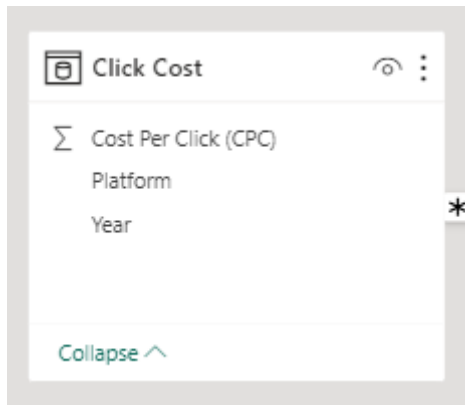 Click Cost
Σ Cost Per Click (CPC)
Platform
Year
*
Collapse